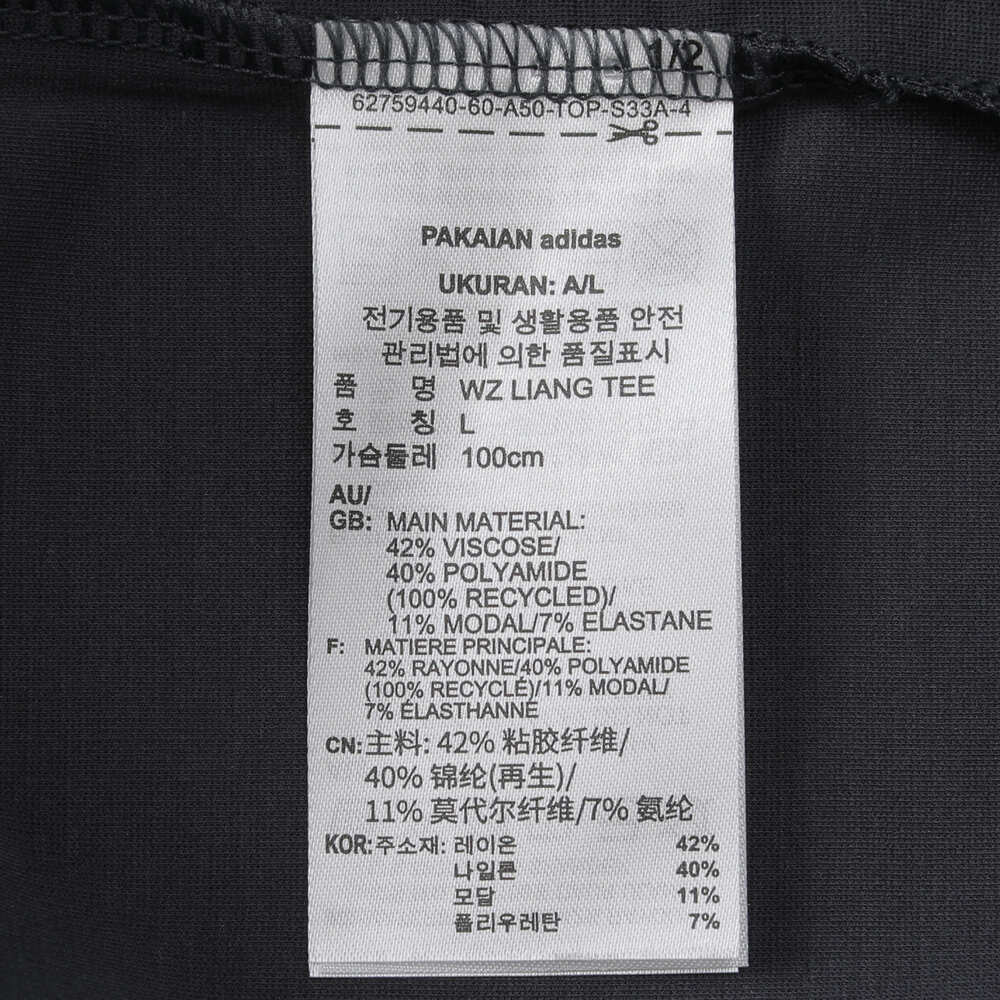 1/2
62759440-60-A50-TOP-S33A-4
PAKAIAN adidas
UKURAN: A/L
전기용품 및 생활용품 안전
관리법에 의한 품질표시
품 명 WZ LIANG TEE
호 칭 L
가슴둘레 100cm
AU/
GB: MAIN MATERIAL:
42% VISCOSE/
40% POLYAMIDE
(100% RECYCLED)/
11% MODAL/7% ELASTANE
F: MATIERE PRINCIPALE:
42% RAYONNE/40% POLYAMIDE
(100% RECYCLÉ)/11% MODAL/
7% ÉLASTHANNE
CN:主料: 42% 粘胶纤维/
40% 锦纶(再生)/
11% 莫代尔纤维/7% 氨纶
KOR:주소재: 레이온 42%
나일론 40%
모달 11%
폴리우레탄 7%